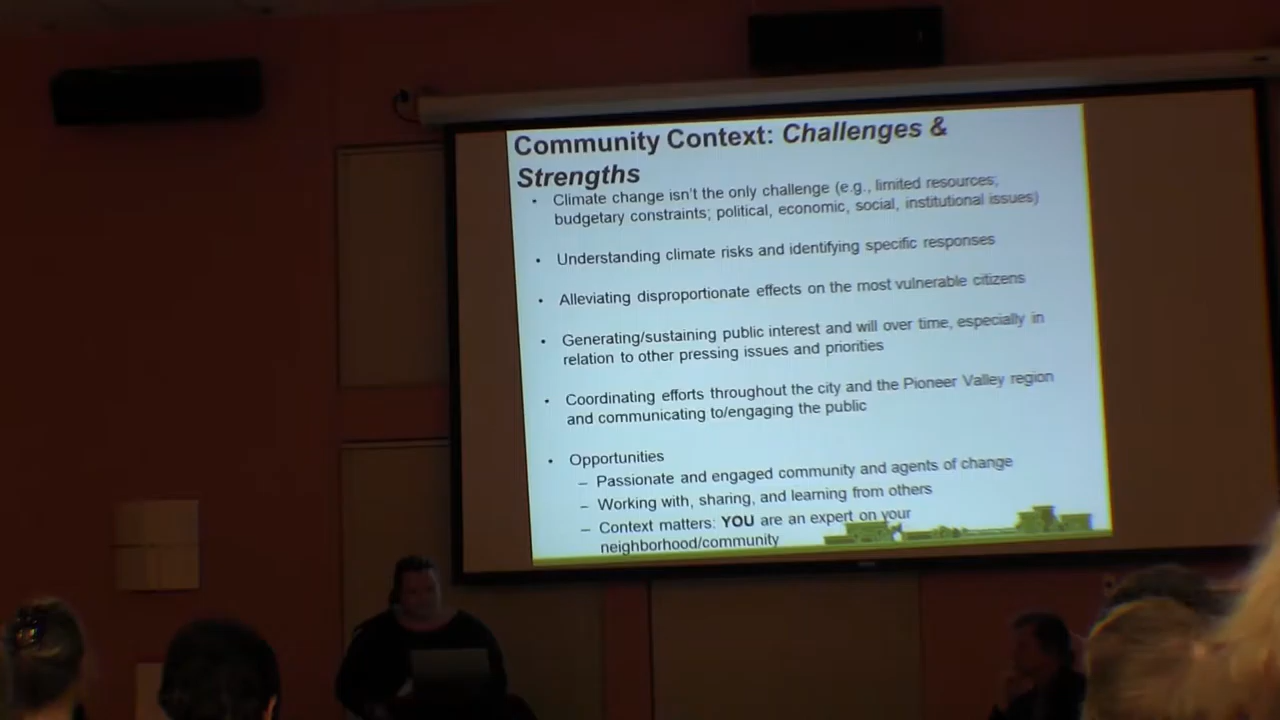 Community Context: Challenges &
Strengths
• Climate change isn't the only challenge (e.g., limited resources;
budgetary constraints; political, economic, social, institutional issues)
• Understanding climate risks and identifying specific responses
• Alleviating disproportionate effects on the most vulnerable citizens
• Generating/sustaining public interest and will over time, especially in
relation to other pressing issues and priorities
• Coordinating efforts throughout the city and the Pioneer Valley region
and communicating to/engaging the public
• Opportunities
– Passionate and engaged community and agents of change
– Working with, sharing, and learning from others
– Context matters: YOU are an expert on your
neighborhood/community